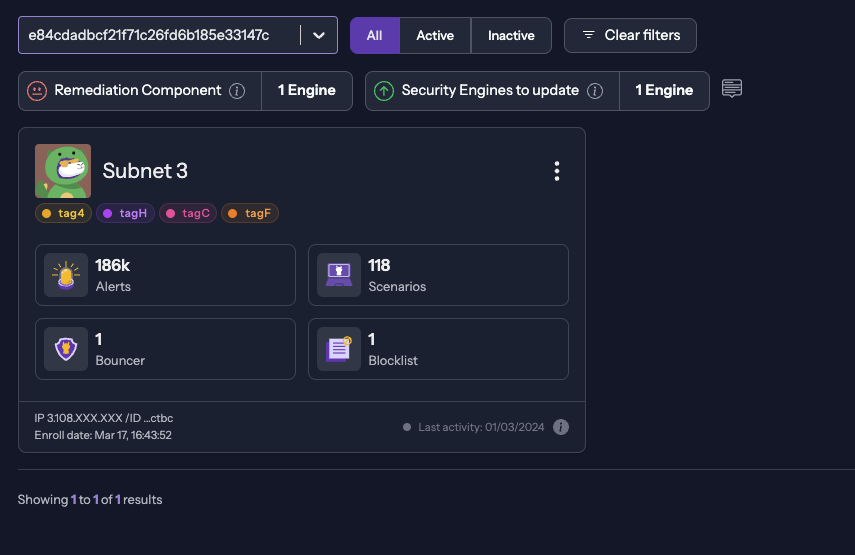 e84cdadbcf21f71c26fd6b185e33147c All Active Inactive Clear filters
Remediation Component 1 Engine Security Engines to update 1 Engine
Subnet 3
tag4 tagH tagC tagF
186k 118
Alerts Scenarios
1 1
Bouncer Blocklist
IP 3.108.XXX.XXX /ID ...ctbc
Enroll date: Mar 17, 16:43:52
Last activity: 01/03/2024
Showing 1 to 1 of 1 results